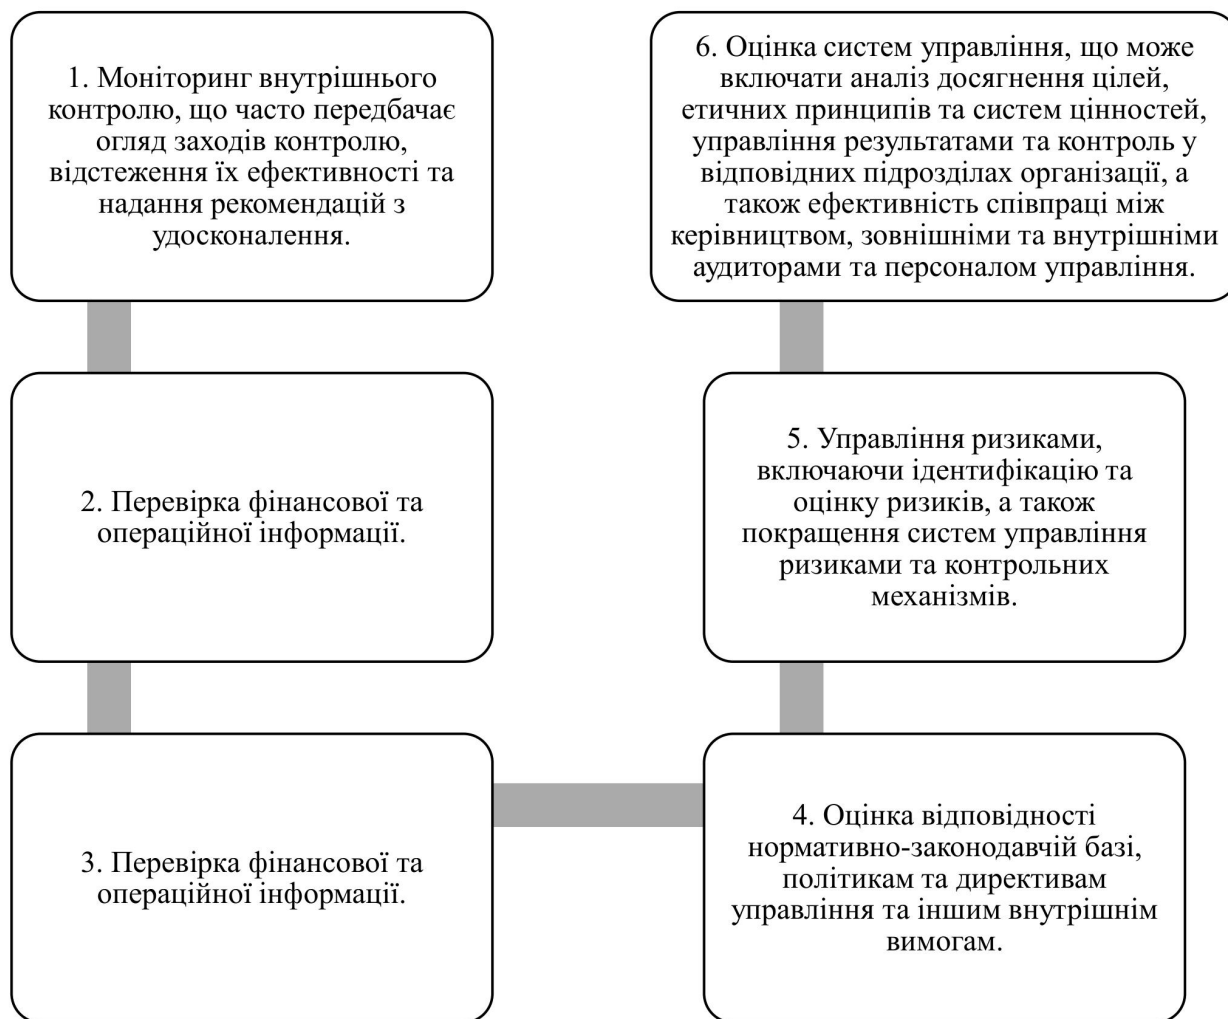 1. Моніторинг внутрішнього
контролю, що часто передбачає
огляд заходів контролю,
відстеження їх ефективності та
надання рекомендацій з
удосконалення.
2. Перевірка фінансової та
операційної інформації.
3. Перевірка фінансової та
операційної інформації.
4. Оцінка відповідності
нормативно-законодавчій базі,
політикам та директивам
управління та іншим внутрішнім
вимогам.
5. Управління ризиками,
включаючи ідентифікацію та
оцінку ризиків, а також
покращення систем управління
ризиками та контрольних
механізмів.
6. Оцінка систем управління, що може
включати аналіз досягнення цілей,
етичних принципів та систем цінностей,
управління результатами та контроль у
відповідних підрозділах організації, а
також ефективність співпраці між
керівництвом, зовнішніми та внутрішніми
аудиторами та персоналом управління.